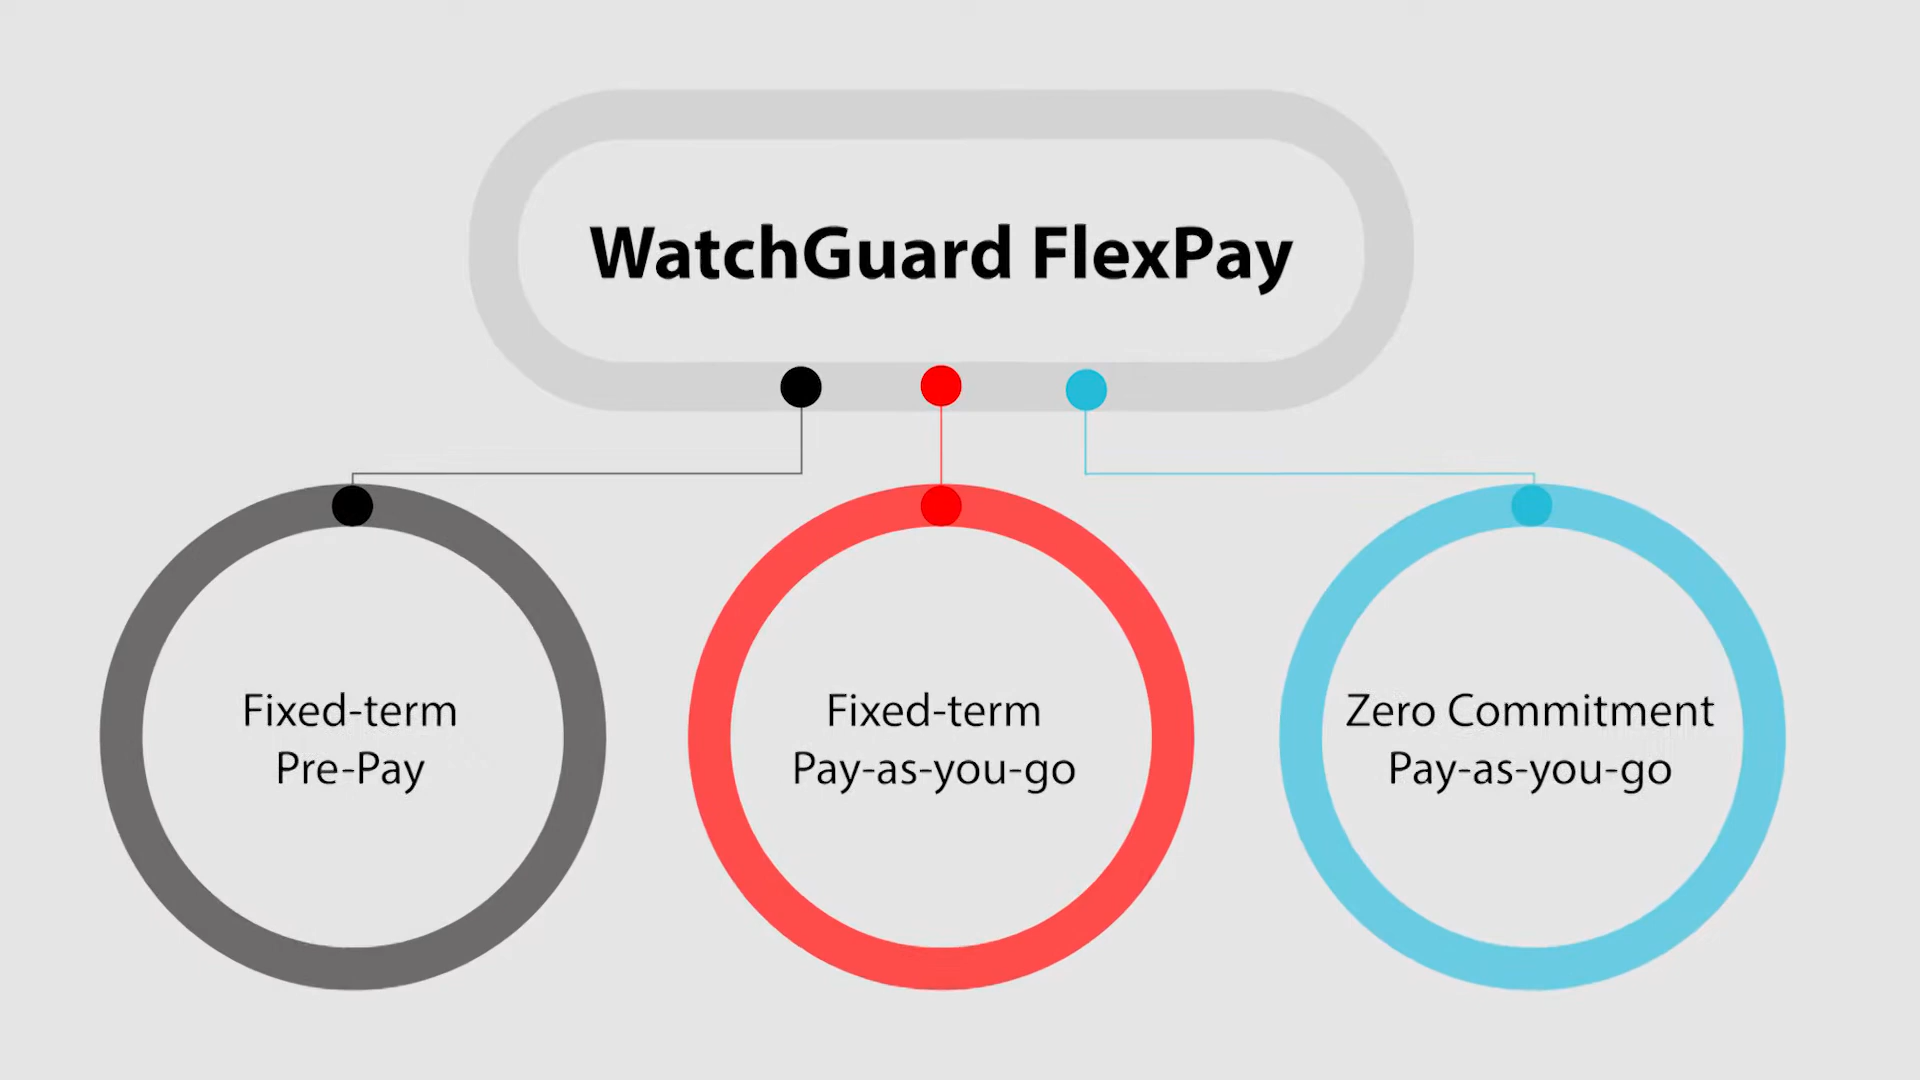 WatchGuard FlexPay
Fixed-term
Pre-Pay
Fixed-term
Pay-as-you-go
Zero Commitment
Pay-as-you-go